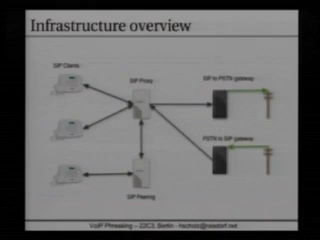 Infrastructure overview
SIP Clients
SIP Proxy
SIP to PSTN gateway
PSTN to SIP gateway
SIP Peering
VoIP Phreaking – 22C3, Berlin -